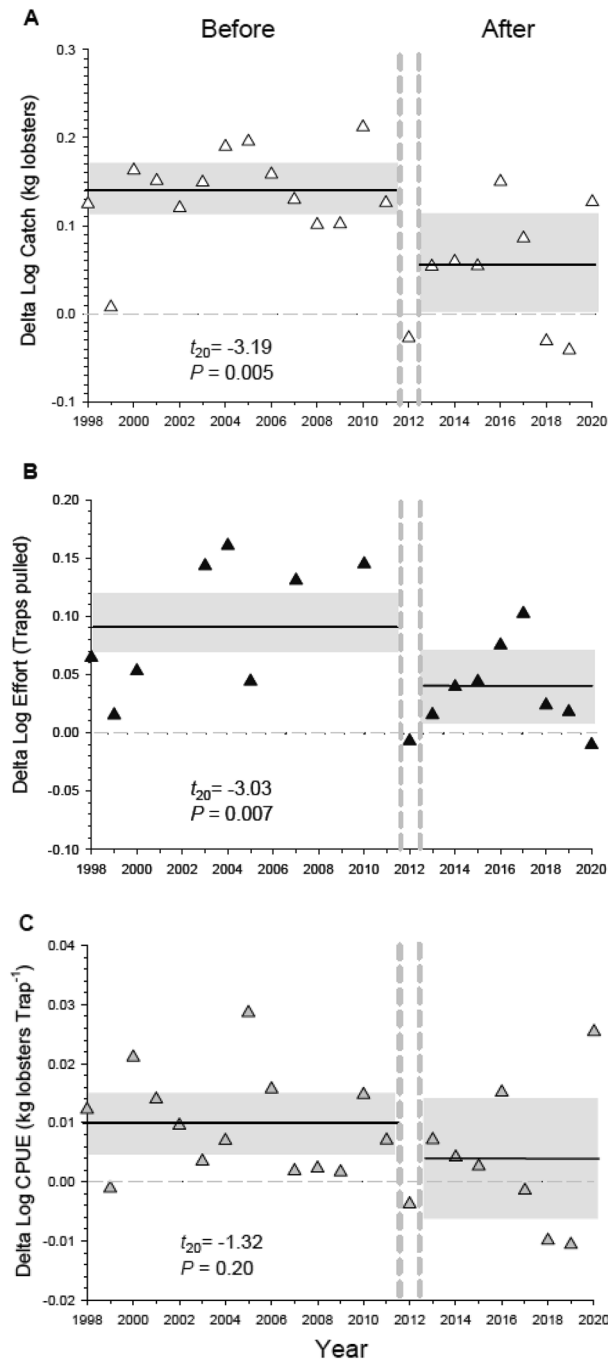 A
Before After
Delta Log Catch (kg lobsters)
0.3
0.2
0.1
0.0
-0.1
t20= -3.19
P = 0.005
1998 2000 2002 2004 2006 2008 2010 2012 2014 2016 2018 2020
B
Delta Log Effort (Traps pulled)
0.20
0.15
0.10
0.05
0.00
-0.05
-0.10
t20= -3.03
P = 0.007
1998 2000 2002 2004 2006 2008 2010 2012 2014 2016 2018 2020
C
Delta Log CPUE (kg lobsters Trap-1)
0.04
0.03
0.02
0.01
0.00
-0.01
-0.02
t20= -1.32
P = 0.20
1998 2000 2002 2004 2006 2008 2010 2012 2014 2016 2018 2020
Year